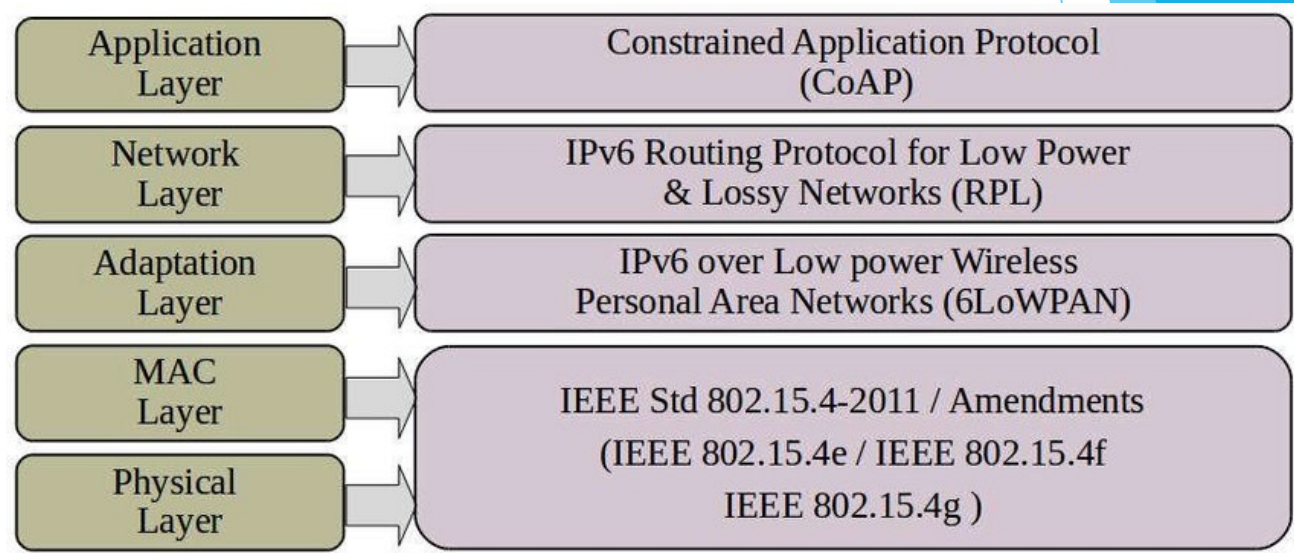 Application
Layer
Constrained Application Protocol
(CoAP)
Network
Layer
IPv6 Routing Protocol for Low Power
& Lossy Networks (RPL)
Adaptation
Layer
IPv6 over Low power Wireless
Personal Area Networks (6LoWPAN)
MAC
Layer
Physical
Layer
IEEE Std 802.15.4-2011 / Amendments
(IEEE 802.15.4e / IEEE 802.15.4f
IEEE 802.15.4g )